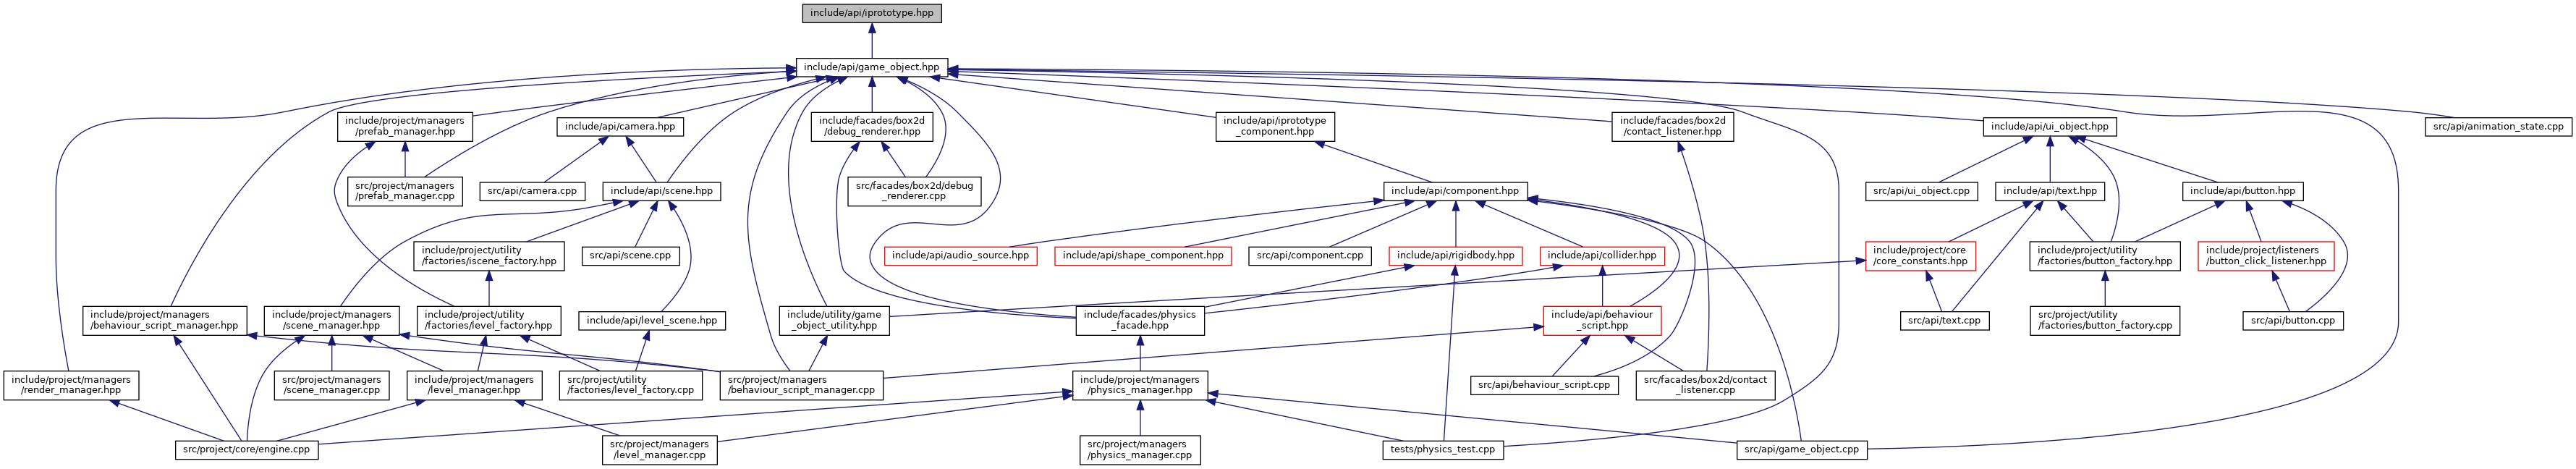 include/api/iprototype.hpp
include/api/game_object.hpp
include/project/managers
/prefab_manager.hpp
include/api/camera.hpp
include/facades/box2d
/debug_renderer.hpp
include/api/iprototype
_component.hpp
include/facades/box2d
/contact_listener.hpp
include/api/ui_object.hpp
src/api/animation_state.cpp
src/project/managers
/prefab_manager.cpp
src/api/camera.cpp
include/api/scene.hpp
src/facades/box2d/debug
_renderer.cpp
include/api/component.hpp
src/api/ui_object.cpp
include/api/text.hpp
include/api/button.hpp
include/project/utility
/factories/iscene_factory.hpp
src/api/scene.cpp
include/api/audio_source.hpp
include/api/shape_component.hpp
src/api/component.cpp
include/api/rigidbody.hpp
include/api/collider.hpp
include/project/core
/core_constants.hpp
include/project/utility
/factories/button_factory.hpp
include/project/listeners
/button_click_listener.hpp
include/project/managers
/behaviour_script_manager.hpp
include/project/managers
/scene_manager.hpp
include/project/utility
/factories/level_factory.hpp
include/api/level_scene.hpp
include/utility/game
_object_utility.hpp
include/facades/physics
_facade.hpp
include/api/behaviour
_script.hpp
src/api/text.cpp
src/project/utility
/factories/button_factory.cpp
src/api/button.cpp
include/project/managers
/render_manager.hpp
src/project/managers
/scene_manager.cpp
include/project/managers
/level_manager.hpp
src/project/utility
/factories/level_factory.cpp
src/project/managers
/behaviour_script_manager.cpp
include/project/managers
/physics_manager.hpp
src/api/behaviour_script.cpp
src/facades/box2d/contact
_listener.cpp
src/project/core/engine.cpp
src/project/managers
/level_manager.cpp
src/project/managers
/physics_manager.cpp
tests/physics_test.cpp
src/api/game_object.cpp